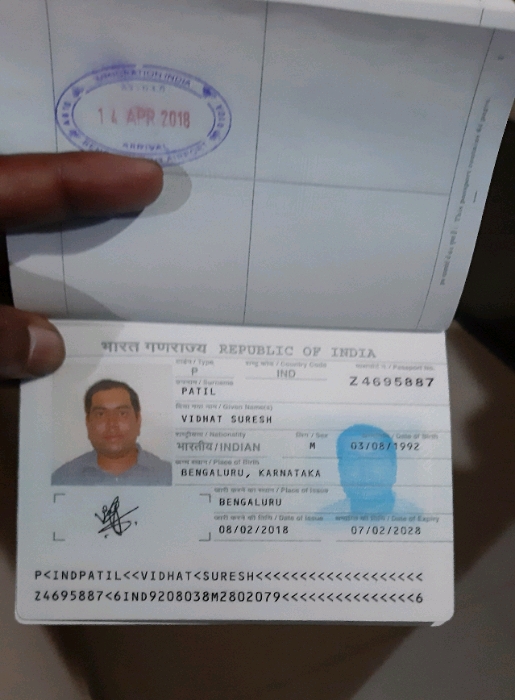 IMMIGRATION INDIA
14 APR 2018
ARRIVAL
भारत गणराज्य REPUBLIC OF INDIA
टाईप / Type
राष्ट्र कोड / Country Code
पासपोर्ट नं. / Passport No.
P
IND
Z4695887
उपनाम / Surname
PATIL
दिया गया नाम / Given Name(s)
VIDHAT SURESH
राष्ट्रीयता / Nationality
लिंग / Sex
/ Date of Birth
भारतीय/INDIAN
M
03/08/1992
जन्म स्थान / Place of Birth
BENGALURU, KARNATAKA
जारी करने का स्थान / Place of Issue
BENGALURU
जारी करने की तिथि / Date of Issue
समाप्ति की तिथि / Date of Expiry
08/02/2018
07/02/2028
P<INDPATIL<<VIDHAT<SURESH<<<<<<<<<<<<<<<<<<<
Z4695887<6IND9208038M2802079<<<<<<<<<<<<<<6